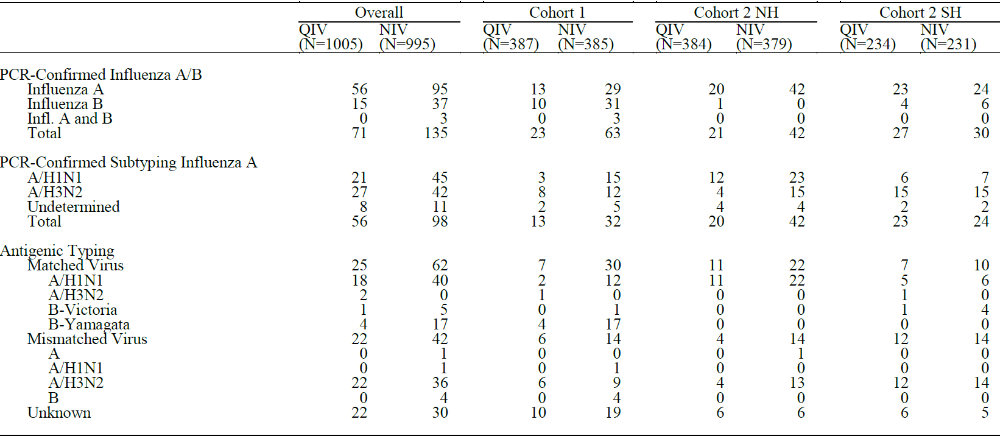 Overall Cohort 1 Cohort 2 NH Cohort 2 SH
QIV NIV QIV NIV QIV NIV QIV NIV
(N=1005) (N=995) (N=387) (N=385) (N=384) (N=379) (N=234) (N=231)
PCR-Confirmed Influenza A/B
Influenza A 56 95 13 29 20 42 23 24
Influenza B 15 37 10 31 1 0 4 6
Infl. A and B 0 3 0 3 0 0 0 0
Total 71 135 23 63 21 42 27 30
PCR-Confirmed Subtyping Influenza A
A/H1N1 21 45 3 15 12 23 6 7
A/H3N2 27 42 8 12 4 15 15 15
Undetermined 8 11 2 5 4 4 2 2
Total 56 98 13 32 20 42 23 24
Antigenic Typing
Matched Virus 25 62 7 30 11 22 7 10
A/H1N1 18 40 2 12 11 22 5 6
A/H3N2 2 0 1 0 0 0 1 0
B-Victoria 1 5 0 1 0 0 1 4
B-Yamagata 4 17 4 17 0 0 0 0
Mismatched Virus 22 42 6 14 4 14 12 14
A 0 1 0 0 0 1 0 0
A/H1N1 0 1 0 1 0 0 0 0
A/H3N2 22 36 6 9 4 13 12 14
B 0 4 0 4 0 0 0 0
Unknown 22 30 10 19 6 6 6 5